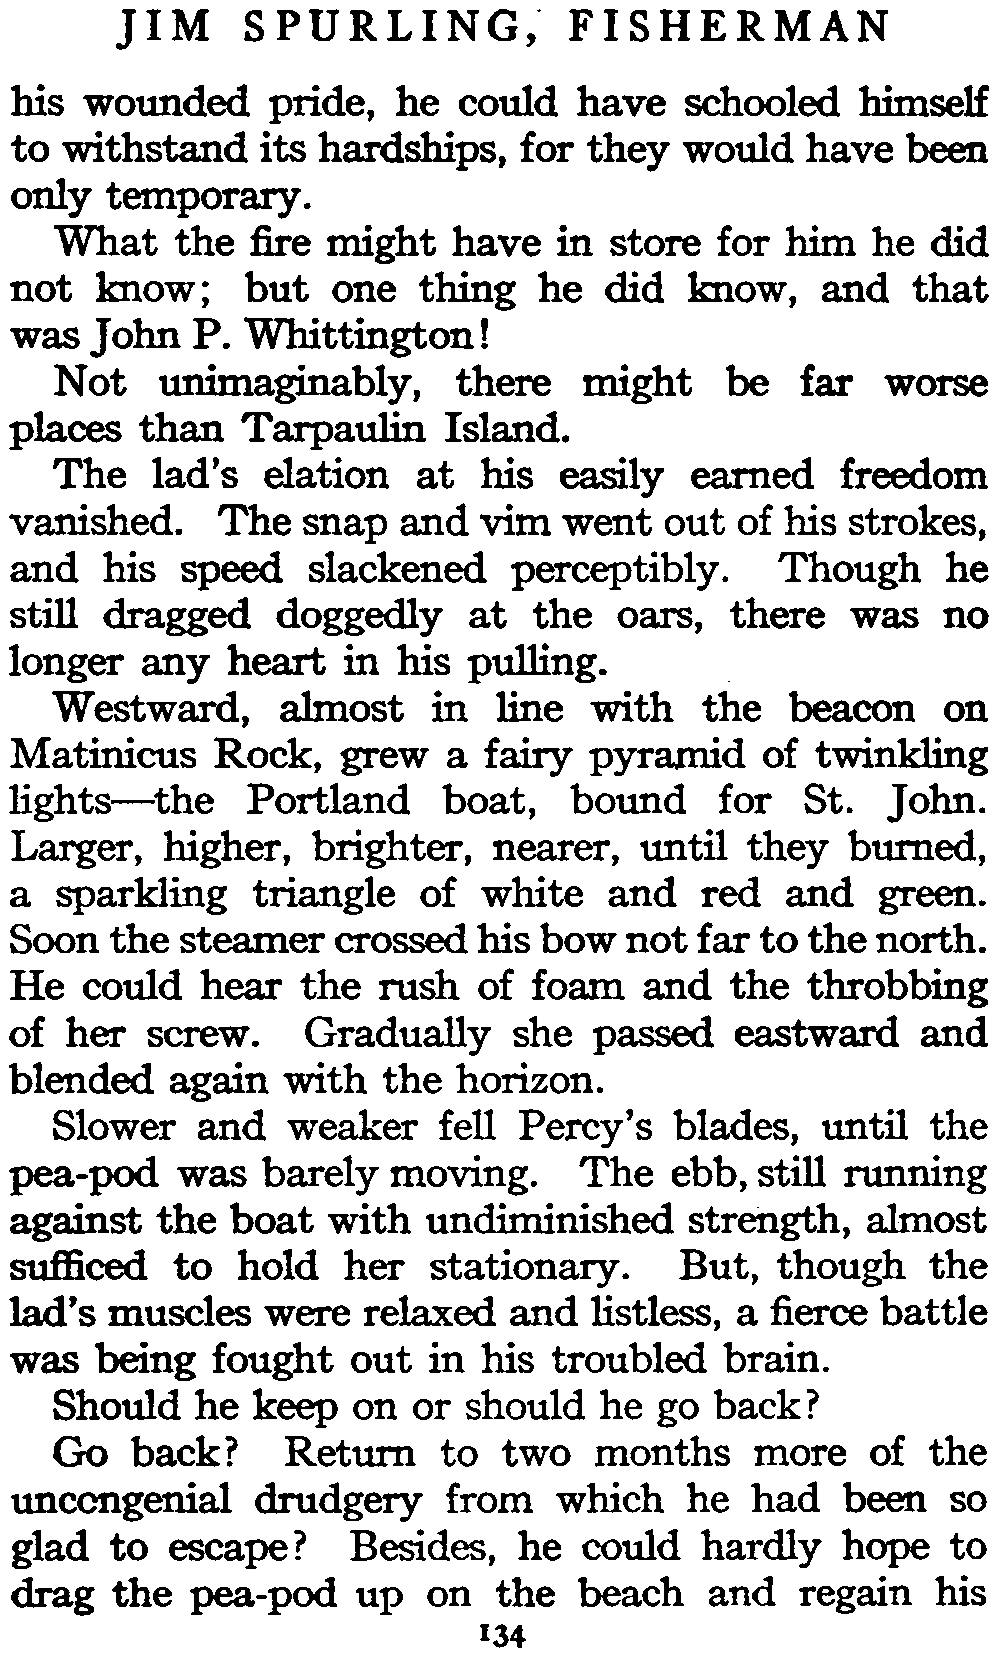 JIM SPURLING, FISHERMAN
his wounded pride, he could have schooled himself
to withstand its hardships, for they would have been
only temporary.
What the fire might have in store for him he did
not know; but one thing he did know, and that
was John P. Whittington!
Not unimaginably, there might be far worse
places than Tarpaulin Island.
The lad's elation at his easily earned freedom
vanished. The snap and vim went out of his strokes,
and his speed slackened perceptibly. Though he
still dragged doggedly at the oars, there was no
longer any heart in his pulling.
Westward, almost in line with the beacon on
Matinicus Rock, grew a fairy pyramid of twinkling
lights—the Portland boat, bound for St. John.
Larger, higher, brighter, nearer, until they burned,
a sparkling triangle of white and red and green.
Soon the steamer crossed his bow not far to the north.
He could hear the rush of foam and the throbbing
of her screw. Gradually she passed eastward and
blended again with the horizon.
Slower and weaker fell Percy's blades, until the
pea-pod was barely moving. The ebb, still running
against the boat with undiminished strength, almost
sufficed to hold her stationary. But, though the
lad's muscles were relaxed and listless, a fierce battle
was being fought out in his troubled brain.
Should he keep on or should he go back?
Go back? Return to two months more of the
uncongenial drudgery from which he had been so
glad to escape? Besides, he could hardly hope to
drag the pea-pod up on the beach and regain his
134